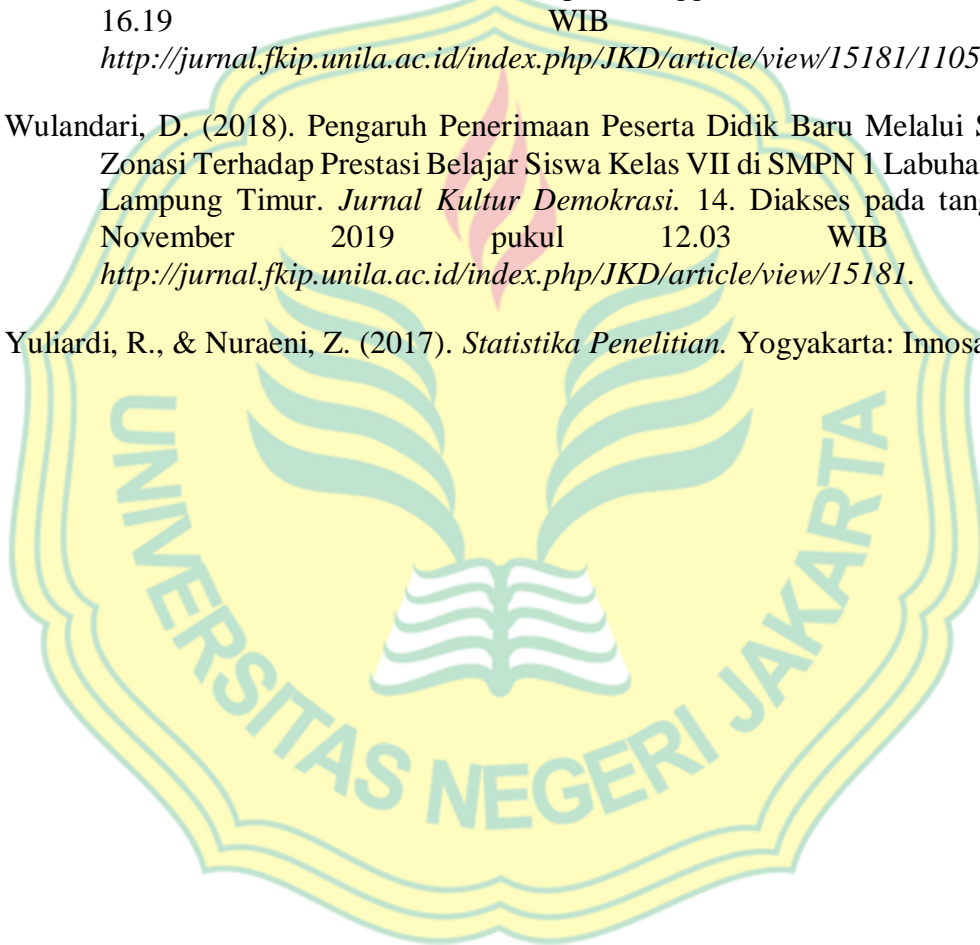 16.19 WIB
http://jurnal.fkip.unila.ac.id/index.php/JKD/article/view/15181/1105
Wulandari, D. (2018). Pengaruh Penerimaan Peserta Didik Baru Melalui
Zonasi Terhadap Prestasi Belajar Siswa Kelas VII di SMPN 1
Lampung Timur. Jurnal Kultur Demokrasi. 14. Diakses pada
November 2019 pukul 12.03 WIB
http://jurnal.fkip.unila.ac.id/index.php/JKD/article/view/15181.
Yuliardi, R., & Nuraeni, Z. (2017). Statistika Penelitian. Yogyakarta:
UNIVERSITAS NEGERI JAKARTA